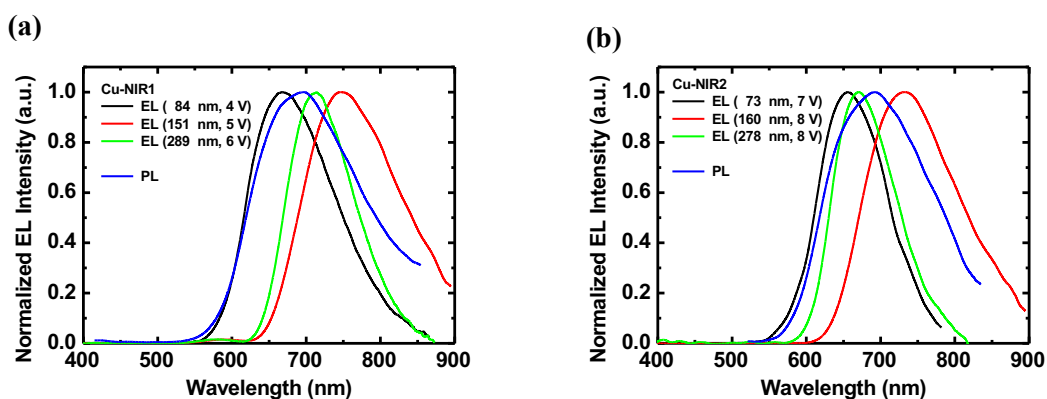 (a)
Normalized EL Intensity (a.u.)
1.0
0.8
0.6
0.4
0.2
0.0
Cu-NIR1
EL ( 84 nm, 4 V)
EL (151 nm, 5 V)
EL (289 nm, 6 V)
PL
400 500 600 700 800 900
Wavelength (nm)
(b)
Normalized EL Intensity (a.u.)
1.0
0.8
0.6
0.4
0.2
0.0
Cu-NIR2
EL ( 73 nm, 7 V)
EL (160 nm, 8 V)
EL (278 nm, 8 V)
PL
400 500 600 700 800 900
Wavelength (nm)